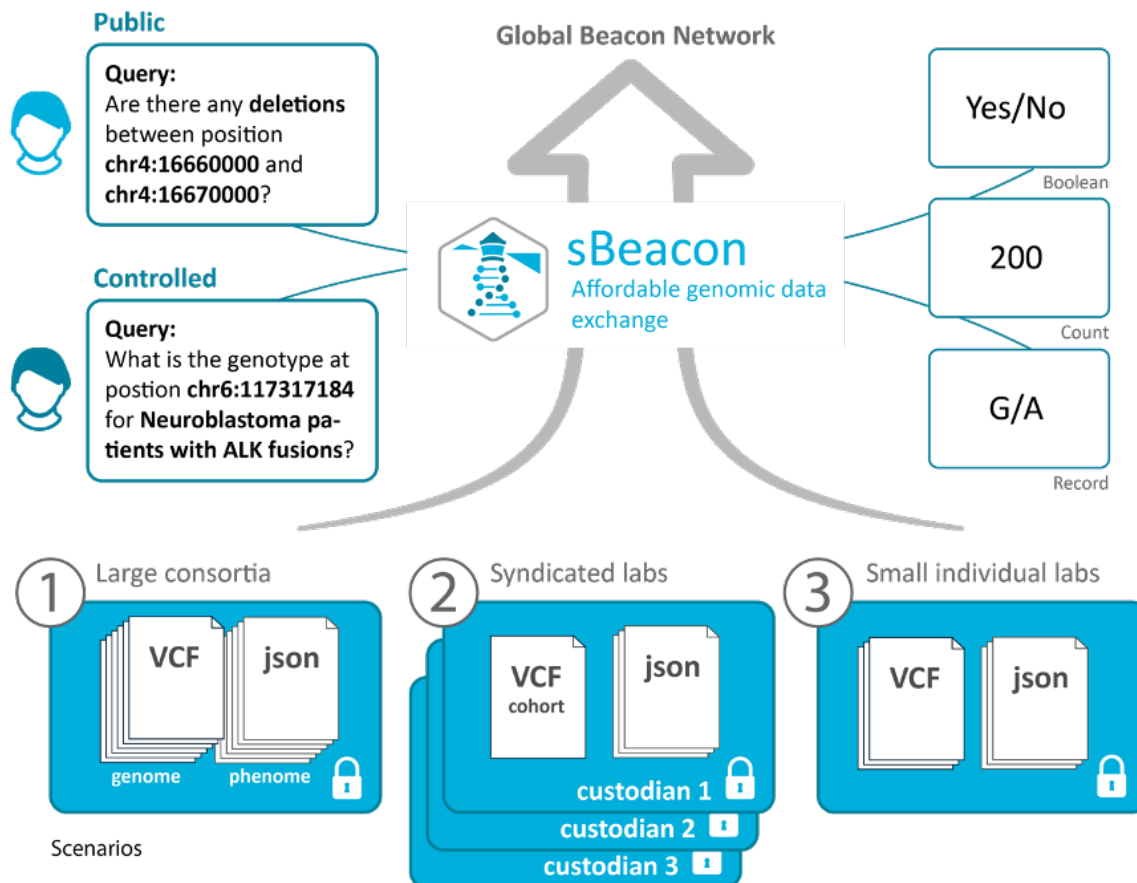 Public
Query:
Are there any deletions
between position
chr4:16660000 and
chr4:16670000?
Controlled
Query:
What is the genotype at
postion chr6:117317184
for Neuroblastoma pa-
tients with ALK fusions?
Global Beacon Network
sBeacon
Affordable genomic data
exchange
Yes/No
Boolean
200
Count
G/A
Record
1 Large consortia
VCF
json
genome
phenome
2 Syndicated labs
VCF
cohort
json
custodian 1
custodian 2
custodian 3
3 Small individual labs
VCF
json
Scenarios